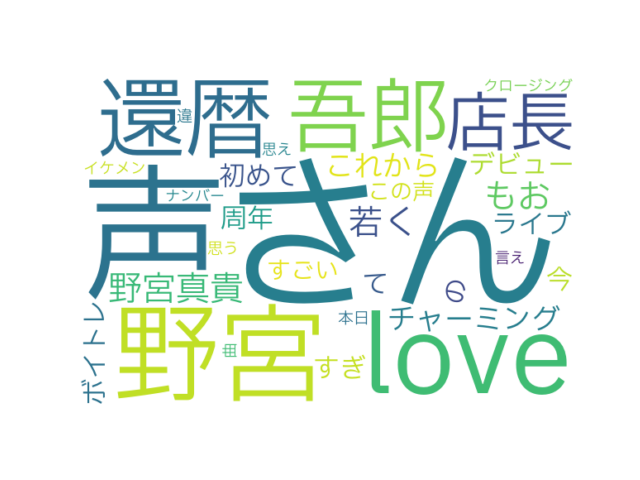 クロージング
還暦
吾郎
店長
違
思え
イケメン
これから
デビュー
初めて
ナンバー
この声
もお
声さん
周年
若く
ライブ
思う
言え
すごい
野宮真貴
て
の
今
ボイトレ
野宮
本日
チャーミング
love
すぎ